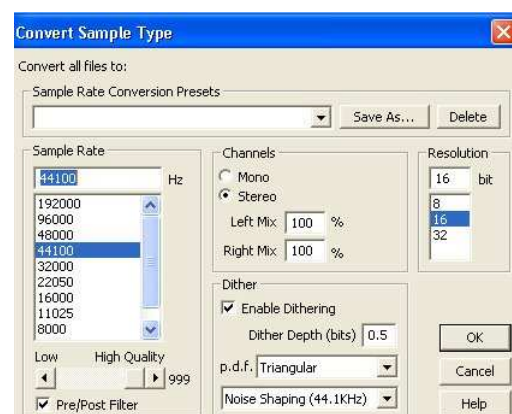 Convert Sample Type
Convert all files to:
Sample Rate Conversion Presets
Save As...
Delete
Sample Rate
44100 Hz
192000
96000
48000
44100
32000
22050
16000
11025
8000
Low High Quality
999
Pre/Post Filter
Channels
Mono
Stereo
Left Mix 100 %
Right Mix 100 %
Dither
Enable Dithering
Dither Depth (bits) 0.5
p.d.f. Triangular
Noise Shaping (44.1KHz)
Resolution
16 bit
8
16
32
OK
Cancel
Help